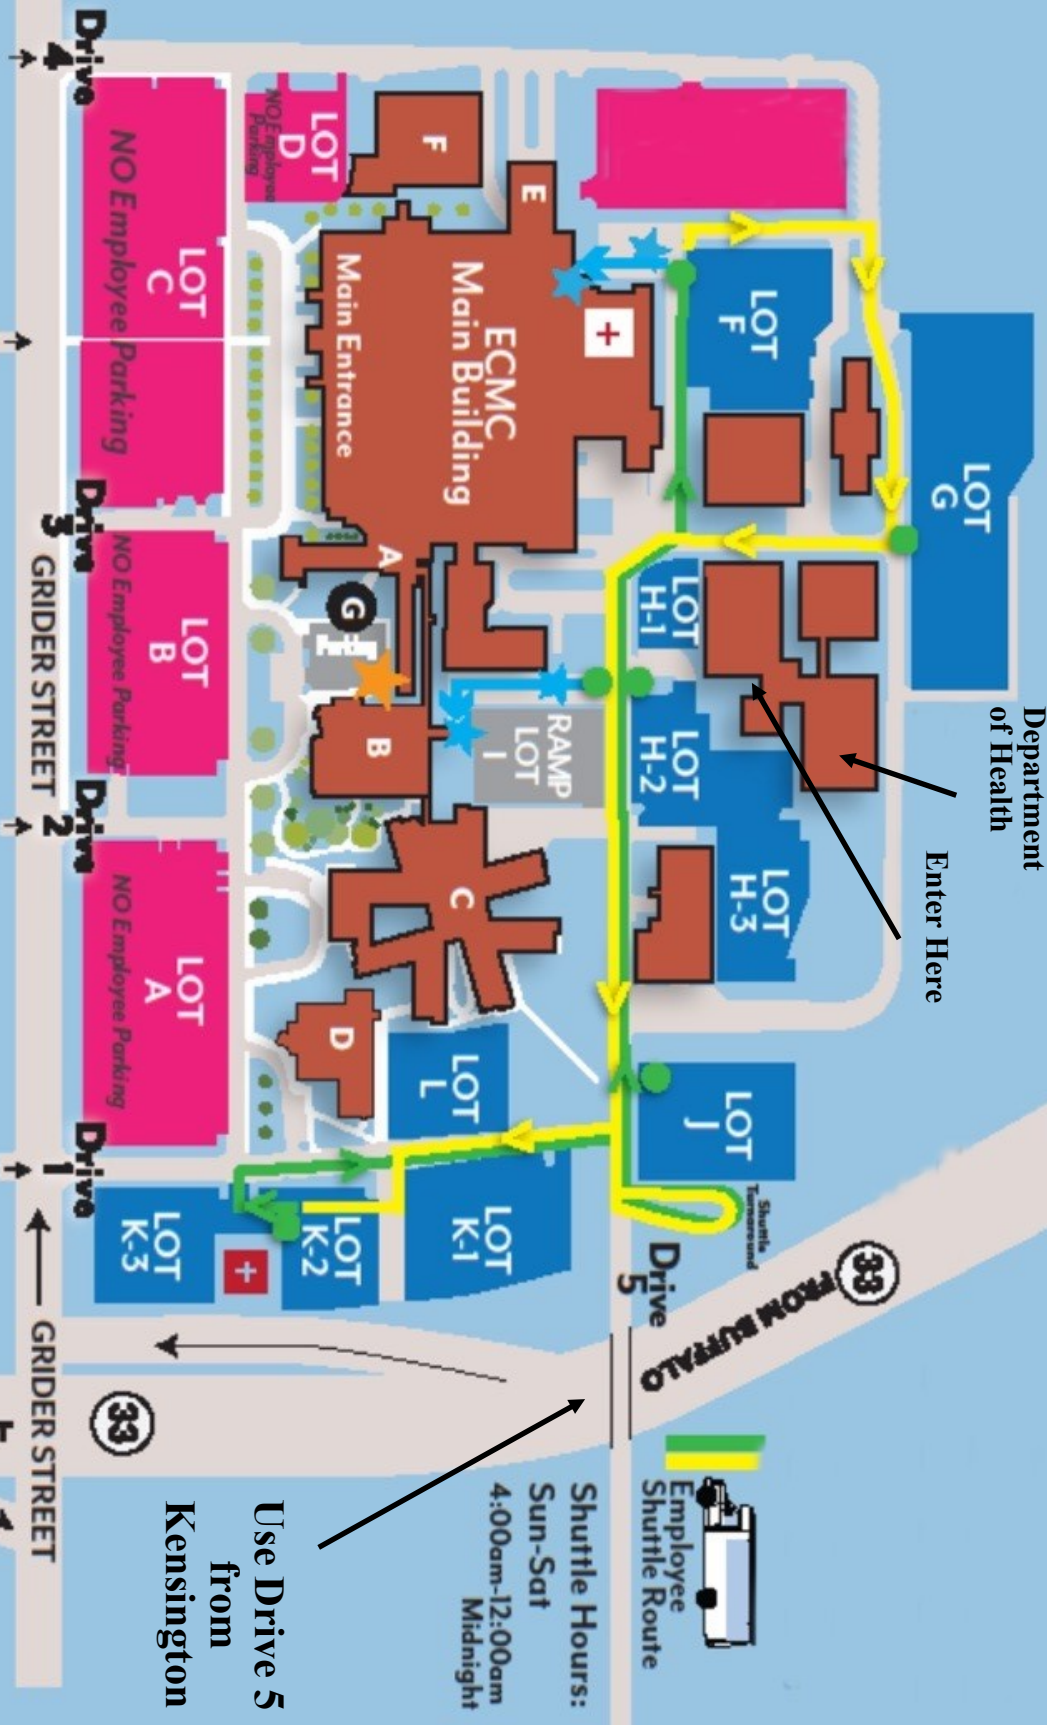 Department
of Health
LOT
G
Enter Here
33
FROM BUFFALO
LOT
F
LOT
H-3
LOT
J
Shuttle
Turnaround
LOT
H-1
LOT
H-2
Drive
5
Employee
Shuttle Route
+
E
RAMP
LOT
I
Shuttle Hours:
Sun-Sat
4:00am-12:00am
Midnight
F
ECMC
Main Building
Main Entrance
A
G
B
C
D
LOT
L
LOT
K-1
LOT
D
NO Employee
Parking
LOT
K-2
+
Use Drive 5
from
Kensington
LOT
C
NO Employee Parking
LOT
B
NO Employee Parking
LOT
A
NO Employee Parking
LOT
K-3
33
Drive
4
Drive
3
Drive
2
Drive
1
GRIDER STREET
GRIDER STREET